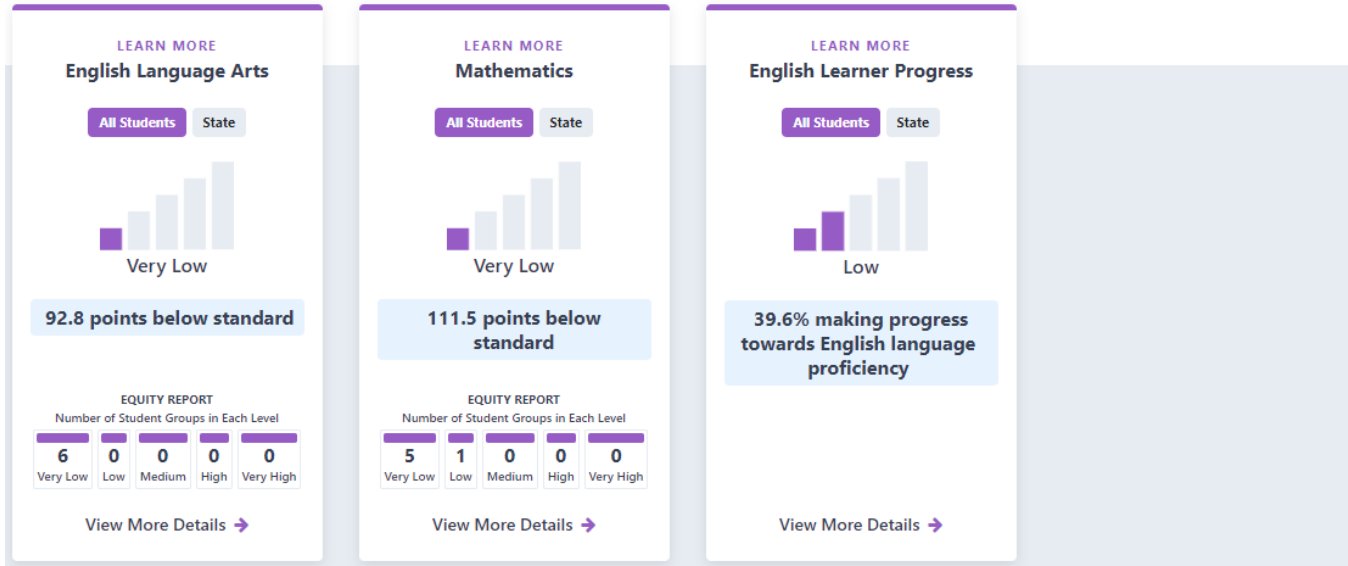 LEARN MORE
English Language Arts
All Students State
Very Low
92.8 points below standard
EQUITY REPORT
Number of Student Groups in Each Level
6 0 0 0 0
Very Low Low Medium High Very High
View More Details
LEARN MORE
Mathematics
All Students State
Very Low
111.5 points below
standard
EQUITY REPORT
Number of Student Groups in Each Level
5 1 0 0 0
Very Low Low Medium High Very High
View More Details
LEARN MORE
English Learner Progress
All Students State
Low
39.6% making progress
towards English language
proficiency
View More Details